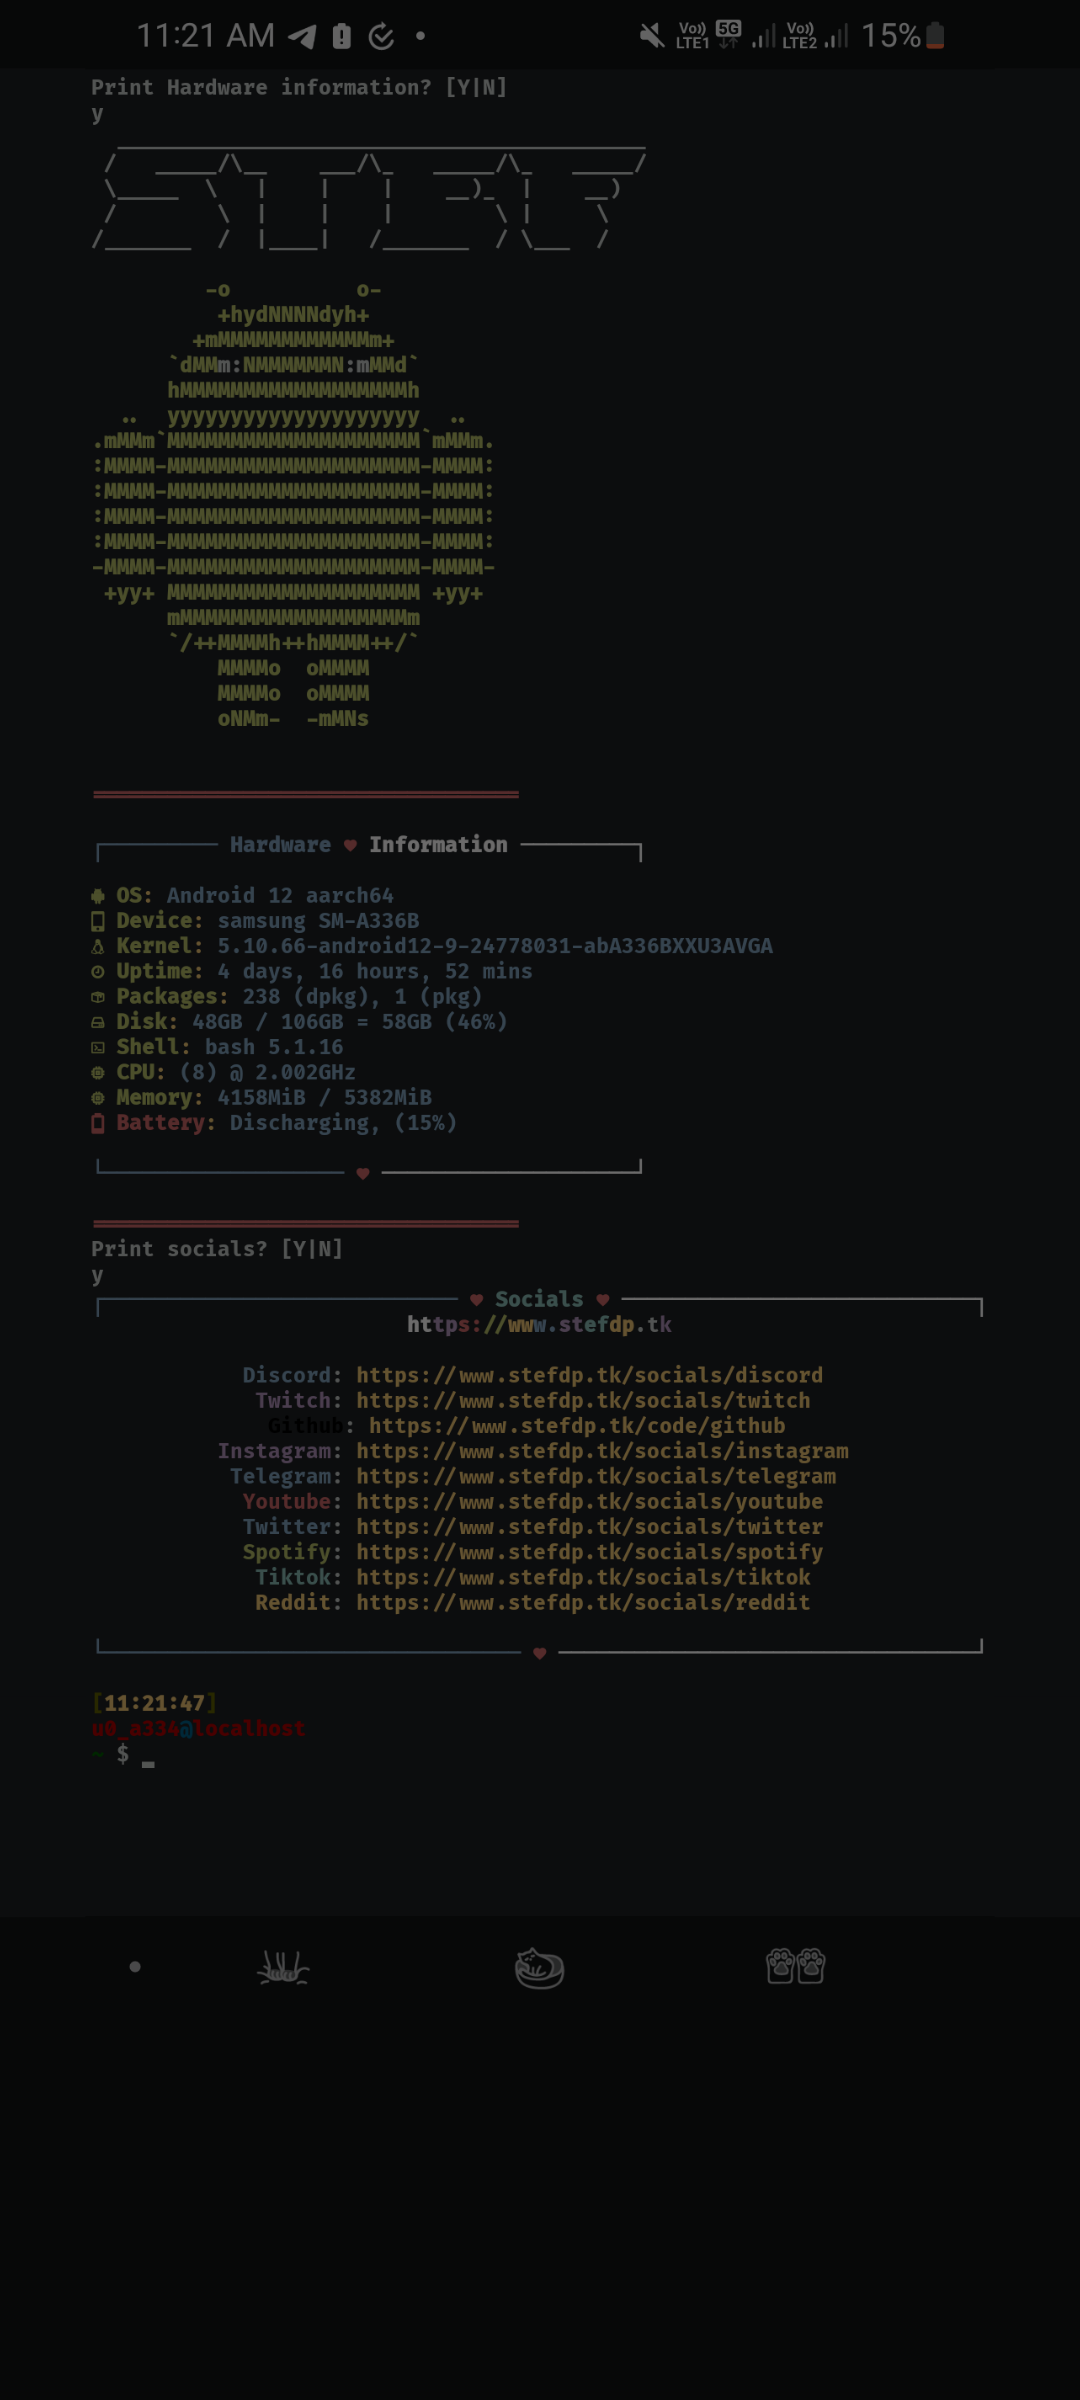 11:21 AM Vo)) LTE1 5G Vo)) LTE2 15%
Print Hardware information? [Y|N]
y
STEF
-o          o-
+hydNNNNdyh+
+mMMMMMMMMMMMMm+
`dMMm:NMMMMMMN:mMMd`
hMMMMMMMMMMMMMMMMMMh
..  yyyyyyyyyyyyyyyyyyyy  ..
.mMMm`MMMMMMMMMMMMMMMMMMMM`mMMm.
:MMMM-MMMMMMMMMMMMMMMMMMMM-MMMM:
:MMMM-MMMMMMMMMMMMMMMMMMMM-MMMM:
:MMMM-MMMMMMMMMMMMMMMMMMMM-MMMM:
:MMMM-MMMMMMMMMMMMMMMMMMMM-MMMM:
-MMMM-MMMMMMMMMMMMMMMMMMMM-MMMM-
+yy+ MMMMMMMMMMMMMMMMMMMM +yy+
mMMMMMMMMMMMMMMMMMMm
`/++MMMMh++hMMMM++/`
MMMMo  oMMMM
MMMMo  oMMMM
oNMm-  -mMNs
Hardware ♥ Information
OS: Android 12 aarch64
Device: samsung SM-A336B
Kernel: 5.10.66-android12-9-24778031-abA336BXXU3AVGA
Uptime: 4 days, 16 hours, 52 mins
Packages: 238 (dpkg), 1 (pkg)
Disk: 48GB / 106GB = 58GB (46%)
Shell: bash 5.1.16
CPU: (8) @ 2.002GHz
Memory: 4158MiB / 5382MiB
Battery: Discharging, (15%)
Print socials? [Y|N]
y
♥ Socials ♥
https://www.stefdp.tk
Discord: https://www.stefdp.tk/socials/discord
Twitch: https://www.stefdp.tk/socials/twitch
Github: https://www.stefdp.tk/code/github
Instagram: https://www.stefdp.tk/socials/instagram
Telegram: https://www.stefdp.tk/socials/telegram
Youtube: https://www.stefdp.tk/socials/youtube
Twitter: https://www.stefdp.tk/socials/twitter
Spotify: https://www.stefdp.tk/socials/spotify
Tiktok: https://www.stefdp.tk/socials/tiktok
Reddit: https://www.stefdp.tk/socials/reddit
[11:21:47]
u0_a334@localhost
~ $ _